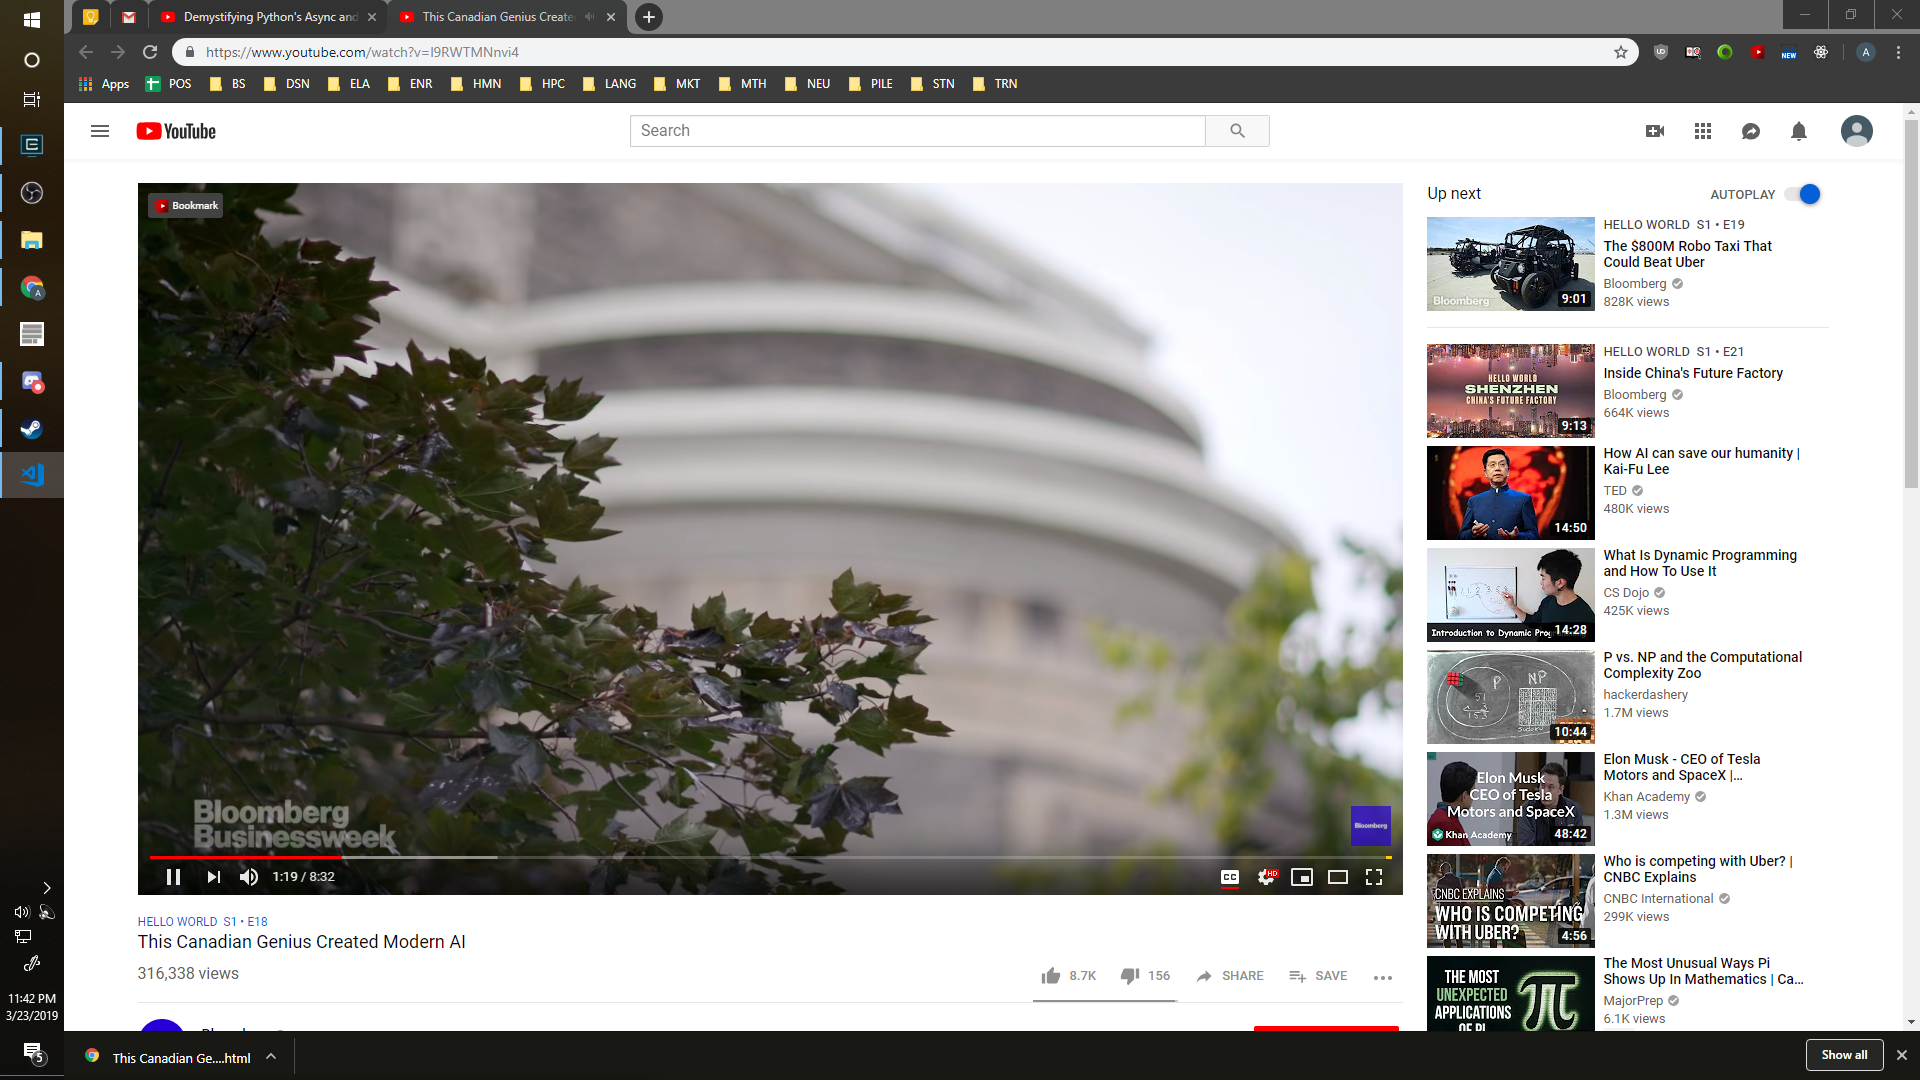 Demystifying Python's Async and
This Canadian Genius Create
https://www.youtube.com/watch?v=l9RWTMNnvi4
Apps
POS
BS
DSN
ELA
ENR
HMN
HPC
LANG
MKT
MTH
NEU
PILE
STN
TRN
NEW
A
YouTube
Search
Bookmark
Bloomberg
Businessweek
Bloomberg
1:19 / 8:32
CC
HD
HELLO WORLD S1 • E18
This Canadian Genius Created Modern AI
316,338 views
8.7K
156
SHARE
SAVE
Up next
AUTOPLAY
Bloomberg
9:01
HELLO WORLD S1 • E19
The $800M Robo Taxi That
Could Beat Uber
Bloomberg
828K views
HELLO WORLD
SHENZHEN
CHINA'S FUTURE FACTORY
9:13
HELLO WORLD S1 • E21
Inside China's Future Factory
Bloomberg
664K views
14:50
How AI can save our humanity |
Kai-Fu Lee
TED
480K views
Introduction to Dynamic Prog
14:28
What Is Dynamic Programming
and How To Use It
CS Dojo
425K views
P
NP
10:44
P vs. NP and the Computational
Complexity Zoo
hackerdashery
1.7M views
Elon Musk
CEO of Tesla
Motors and SpaceX
Khan Academy
48:42
Elon Musk - CEO of Tesla
Motors and SpaceX |...
Khan Academy
1.3M views
CNBC EXPLAINS
WHO IS COMPETING
WITH UBER?
4:56
Who is competing with Uber? |
CNBC Explains
CNBC International
299K views
THE MOST
UNEXPECTED
APPLICATIONS
OF PI
π
The Most Unusual Ways Pi
Shows Up In Mathematics | Ca...
MajorPrep
6.1K views
11:42 PM
3/23/2019
5
This Canadian Ge....html
Show all